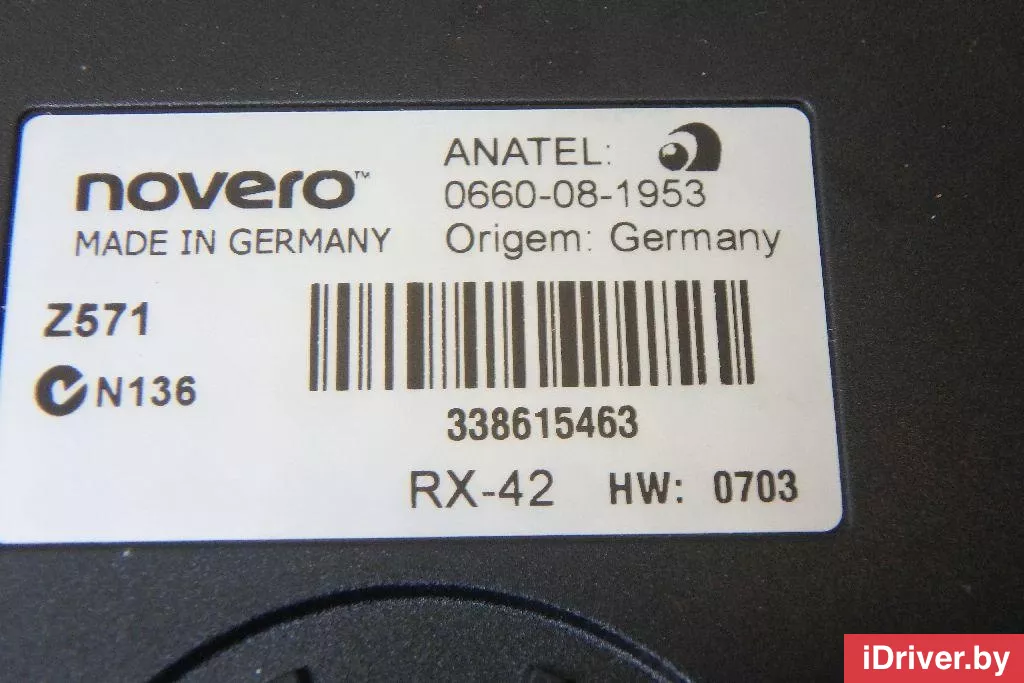 novero™
MADE IN GERMANY
ANATEL:
0660-08-1953
Origem: Germany
Z571
N136
338615463
RX-42 HW: 0703
iDriver.by